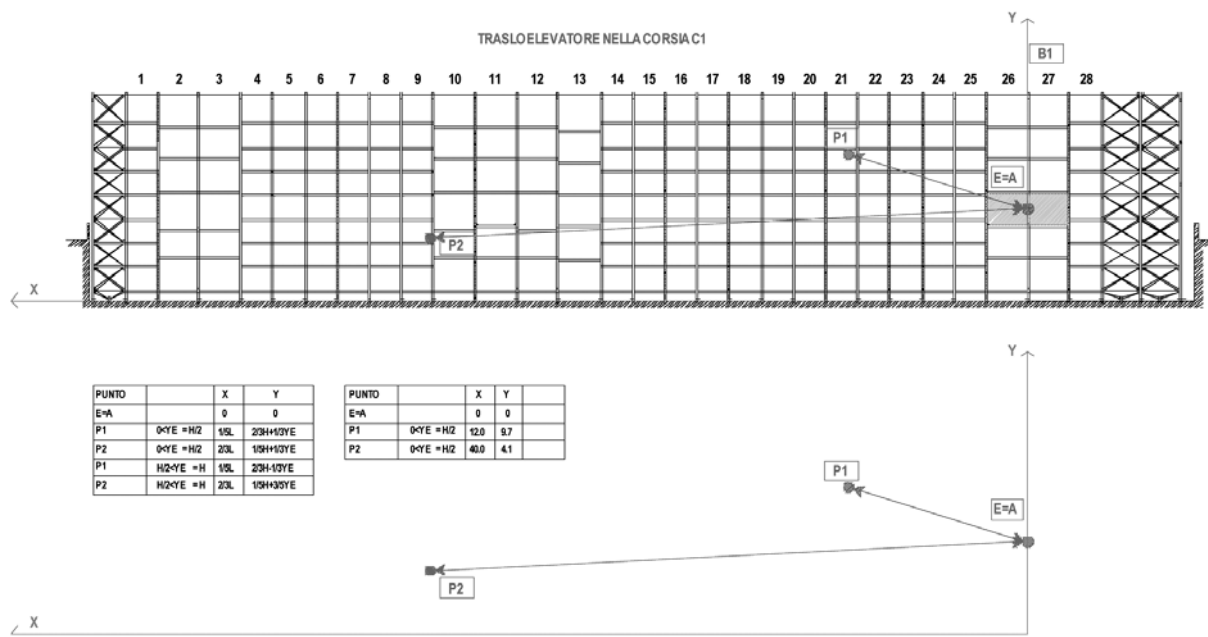 Y
TRASLOELEVATORE NELLA CORSIA C1
B1
1 2 3 4 5 6 7 8 9 10 11 12 13 14 15 16 17 18 19 20 21 22 23 24 25 26 27 28
P1
E=A
P2
X
Y
PUNTO X Y
E=A 0 0
P1 0<YE =H/2 1/5L 2/3H+1/3YE
P2 0<YE =H/2 2/3L 1/5H+1/3YE
P1 H/2<YE =H 1/5L 2/3H-1/3YE
P2 H/2<YE =H 2/3L 1/5H+3/5YE
PUNTO X Y
E=A 0 0
P1 0<YE =H/2 12.0 9.7
P2 0<YE =H/2 40.0 4.1
P1
E=A
P2
X